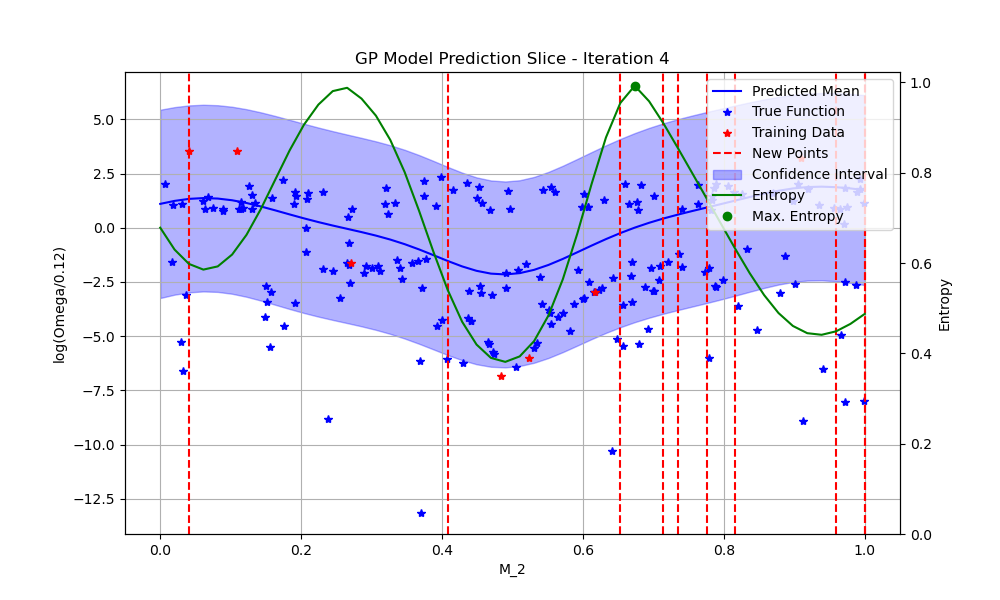 GP Model Prediction Slice - Iteration 4
Predicted Mean
True Function
Training Data
New Points
Confidence Interval
Entropy
Max. Entropy
log(Omega/0.12)
5.0
2.5
0.0
−2.5
−5.0
−7.5
−10.0
−12.5
1.0
0.8
0.6
0.4
0.2
0.0
Entropy
0.0
0.2
0.4
0.6
0.8
1.0
M_2